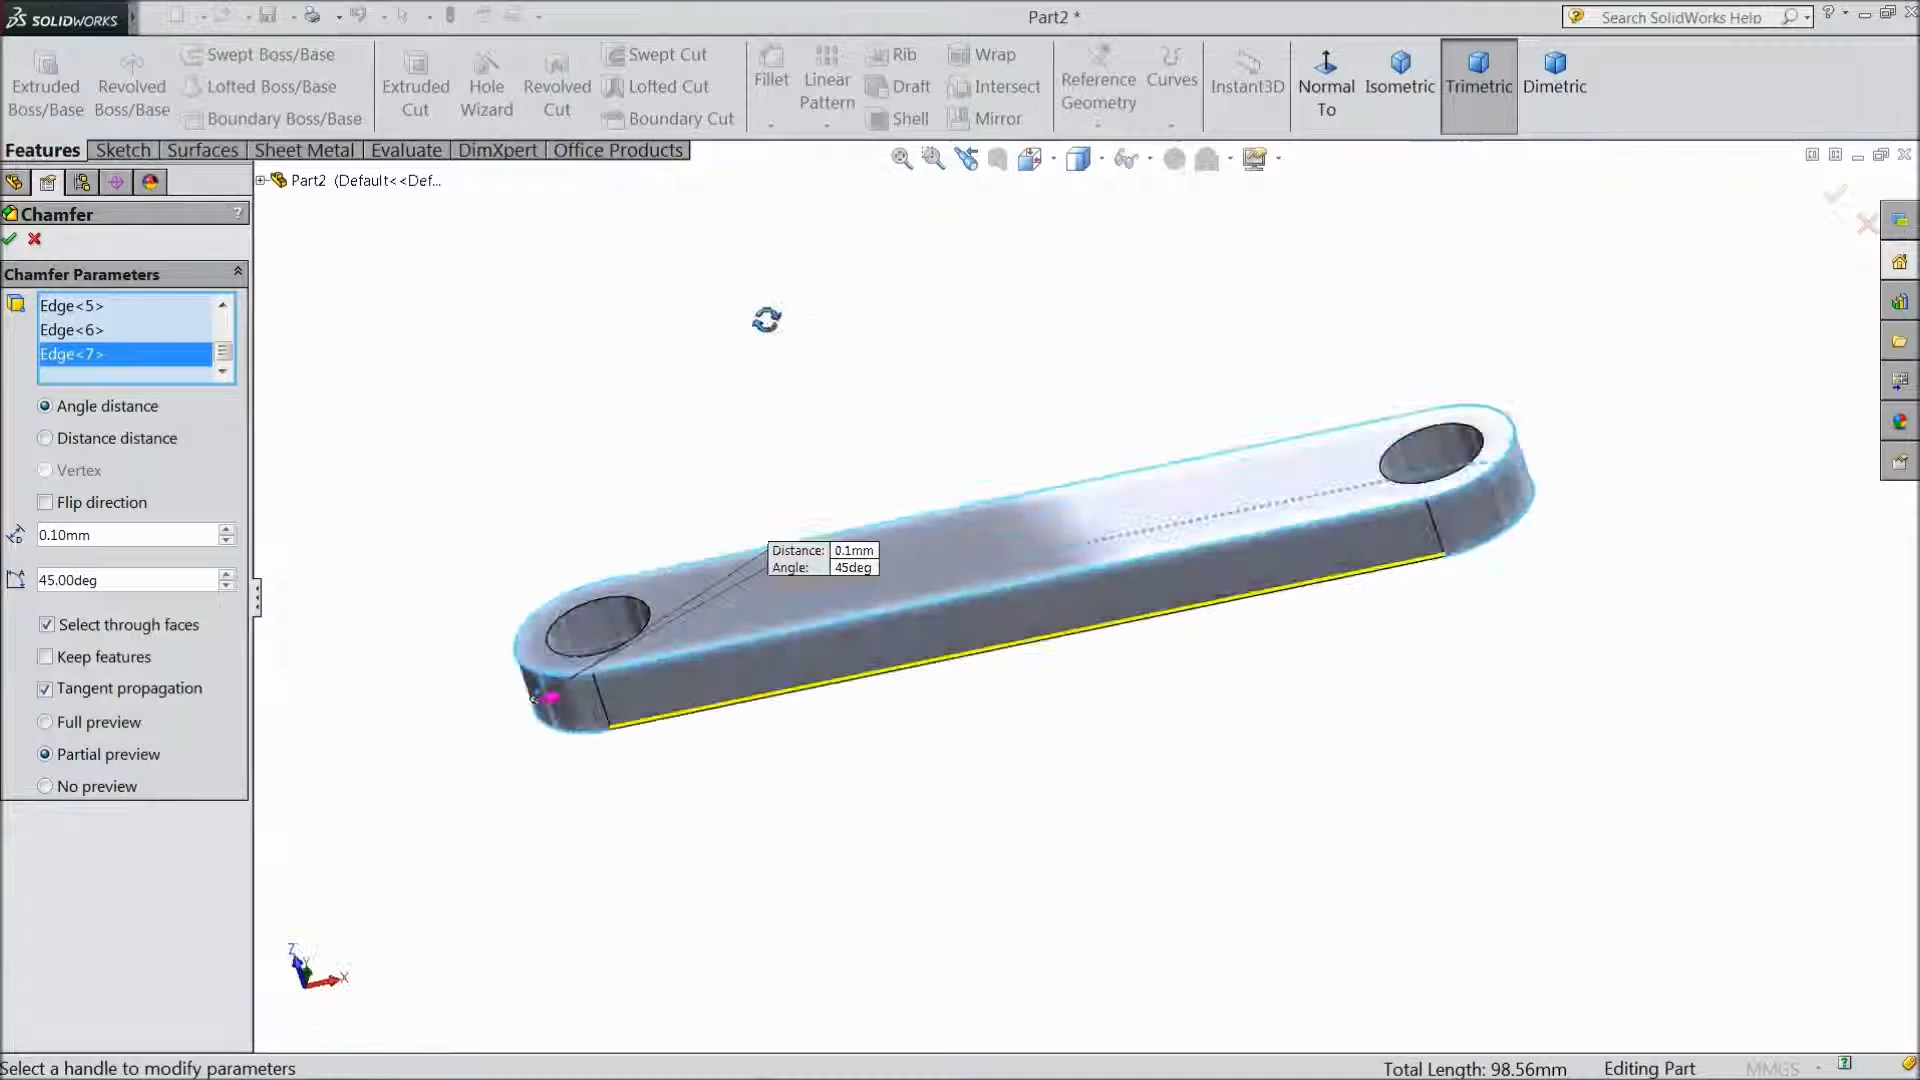 SOLIDWORKS
Part2 *
Search SolidWorks Help
Extruded Boss/Base
Revolved Boss/Base
Swept Boss/Base
Lofted Boss/Base
Boundary Boss/Base
Extruded Cut
Hole Wizard
Revolved Cut
Swept Cut
Lofted Cut
Boundary Cut
Fillet
Linear Pattern
Rib
Draft
Shell
Wrap
Intersect
Mirror
Reference Geometry
Curves
Instant3D
Normal To
Isometric
Trimetric
Dimetric
Features
Sketch
Surfaces
Sheet Metal
Evaluate
DimXpert
Office Products
Part2 (Default<<Def...
Chamfer
?
Chamfer Parameters
Edge<5>
Edge<6>
Edge<7>
Angle distance
Distance distance
Vertex
Flip direction
0.10mm
45.00deg
Select through faces
Keep features
Tangent propagation
Full preview
Partial preview
No preview
Distance: 0.1mm
Angle: 45deg
Z
Y
X
Select a handle to modify parameters
Total Length: 98.56mm
Editing Part
MMGS